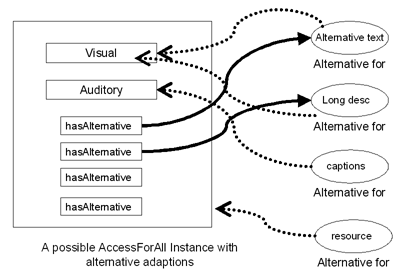 Visual
Auditory
hasAlternative
hasAlternative
hasAlternative
hasAlternative
Alternative text
Alternative for
Long desc
Alternative for
captions
Alternative for
resource
Alternative for
A possible AccessForAll Instance with
alternative adaptions